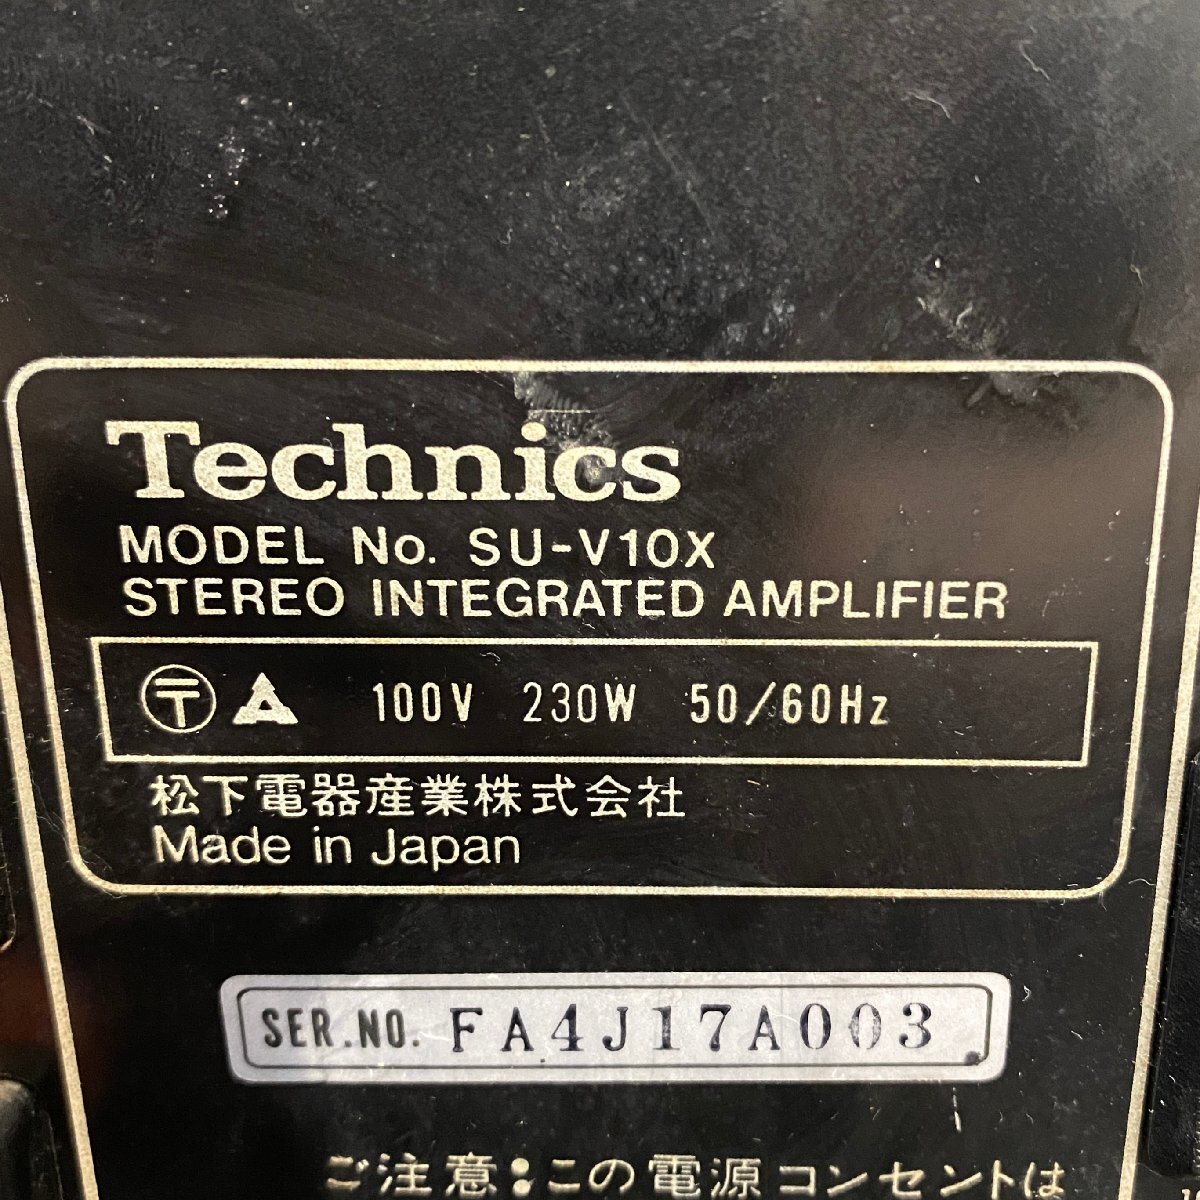 Technics
MODEL No. SU-V10X
STEREO INTEGRATED AMPLIFIER
〒 100V 230W 50/60Hz
松下電器産業株式会社
Made in Japan
SER.NO. FA4J17A003
ご注意:この電源コンセントは